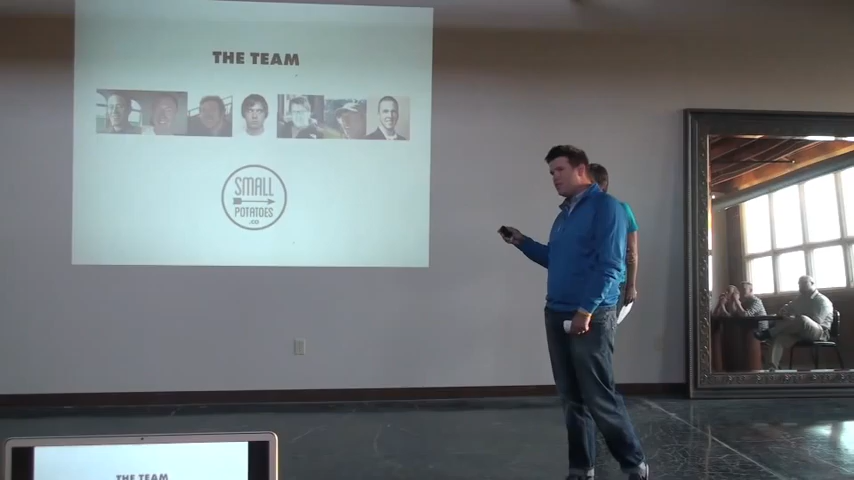 THE TEAM
SMALL
POTATOES
.CO
THE TEAM